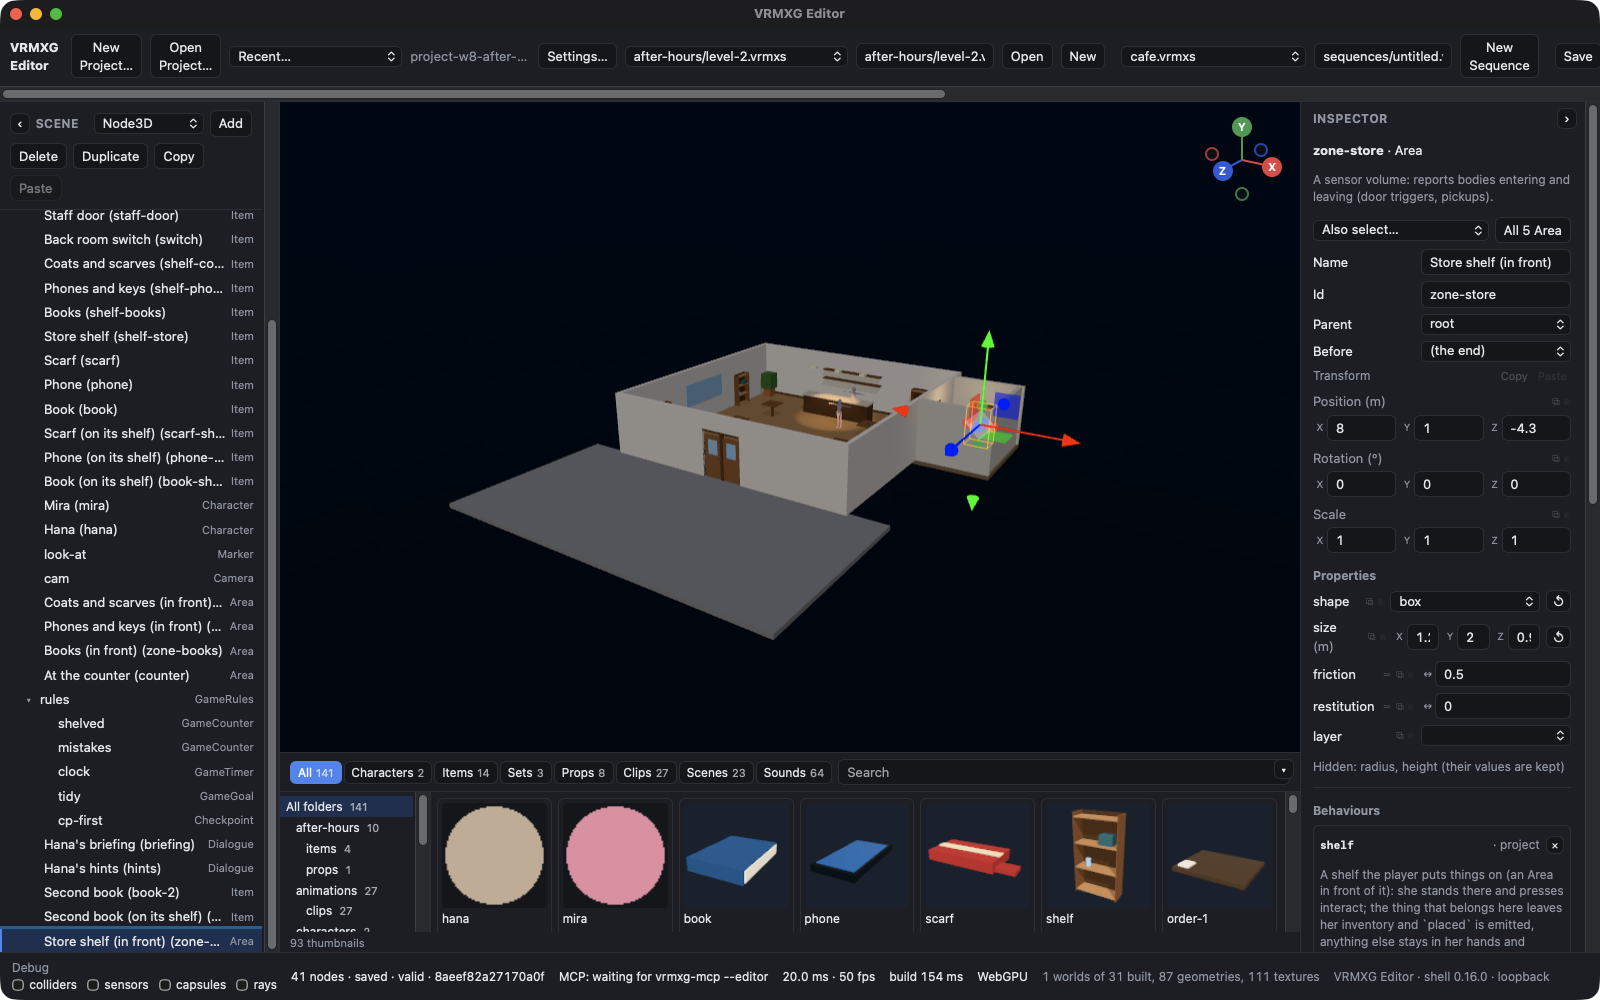 VRMXG Editor
VRMXG Editor
New Project...
Open Project...
Recent...
project-w8-after-...
Settings...
after-hours/level-2.vrmxs
after-hours/level-2.v
Open
New
cafe.vrmxs
sequences/untitled.
New Sequence
Save
SCENE
Node3D
Add
Delete
Duplicate
Copy
Paste
Staff door (staff-door) Item
Back room switch (switch) Item
Coats and scarves (shelf-co... Item
Phones and keys (shelf-pho... Item
Books (shelf-books) Item
Store shelf (shelf-store) Item
Scarf (scarf) Item
Phone (phone) Item
Book (book) Item
Scarf (on its shelf) (scarf-sh... Item
Phone (on its shelf) (phone-... Item
Book (on its shelf) (book-sh... Item
Mira (mira) Character
Hana (hana) Character
look-at Marker
cam Camera
Coats and scarves (in front)... Area
Phones and keys (in front) (... Area
Books (in front) (zone-books) Area
At the counter (counter) Area
rules GameRules
shelved GameCounter
mistakes GameCounter
clock GameTimer
tidy GameGoal
cp-first Checkpoint
Hana's briefing (briefing) Dialogue
Hana's hints (hints) Dialogue
Second book (book-2) Item
Second book (on its shelf) (... Item
Store shelf (in front) (zone-... Area
Debug
colliders
sensors
capsules
rays
Y
X
Z
All 141
Characters 2
Items 14
Sets 3
Props 8
Clips 27
Scenes 23
Sounds 64
Search
All folders 141
after-hours 10
items 4
props 1
animations 27
clips 27
characters 2
93 thumbnails
hana
mira
book
phone
scarf
shelf
order-1
INSPECTOR
zone-store · Area
A sensor volume: reports bodies entering and
leaving (door triggers, pickups).
Also select...
All 5 Area
Name Store shelf (in front)
Id zone-store
Parent root
Before (the end)
Transform Copy Paste
Position (m)
X 8 Y 1 Z -4.3
Rotation (°)
X 0 Y 0 Z 0
Scale
X 1 Y 1 Z 1
Properties
shape box
size (m) X 1. Y 2 Z 0.
friction 0.5
restitution 0
layer
Hidden: radius, height (their values are kept)
Behaviours
shelf · project
A shelf the player puts things on (an Area
in front of it): she stands there and presses
interact; the thing that belongs here leaves
her inventory and `placed` is emitted,
anything else stays in her hands and
41 nodes · saved · valid · 8aeef82a27170a0f
MCP: waiting for vrmxg-mcp --editor
20.0 ms · 50 fps
build 154 ms
WebGPU
1 worlds of 31 built, 87 geometries, 111 textures
VRMXG Editor · shell 0.16.0 · loopback